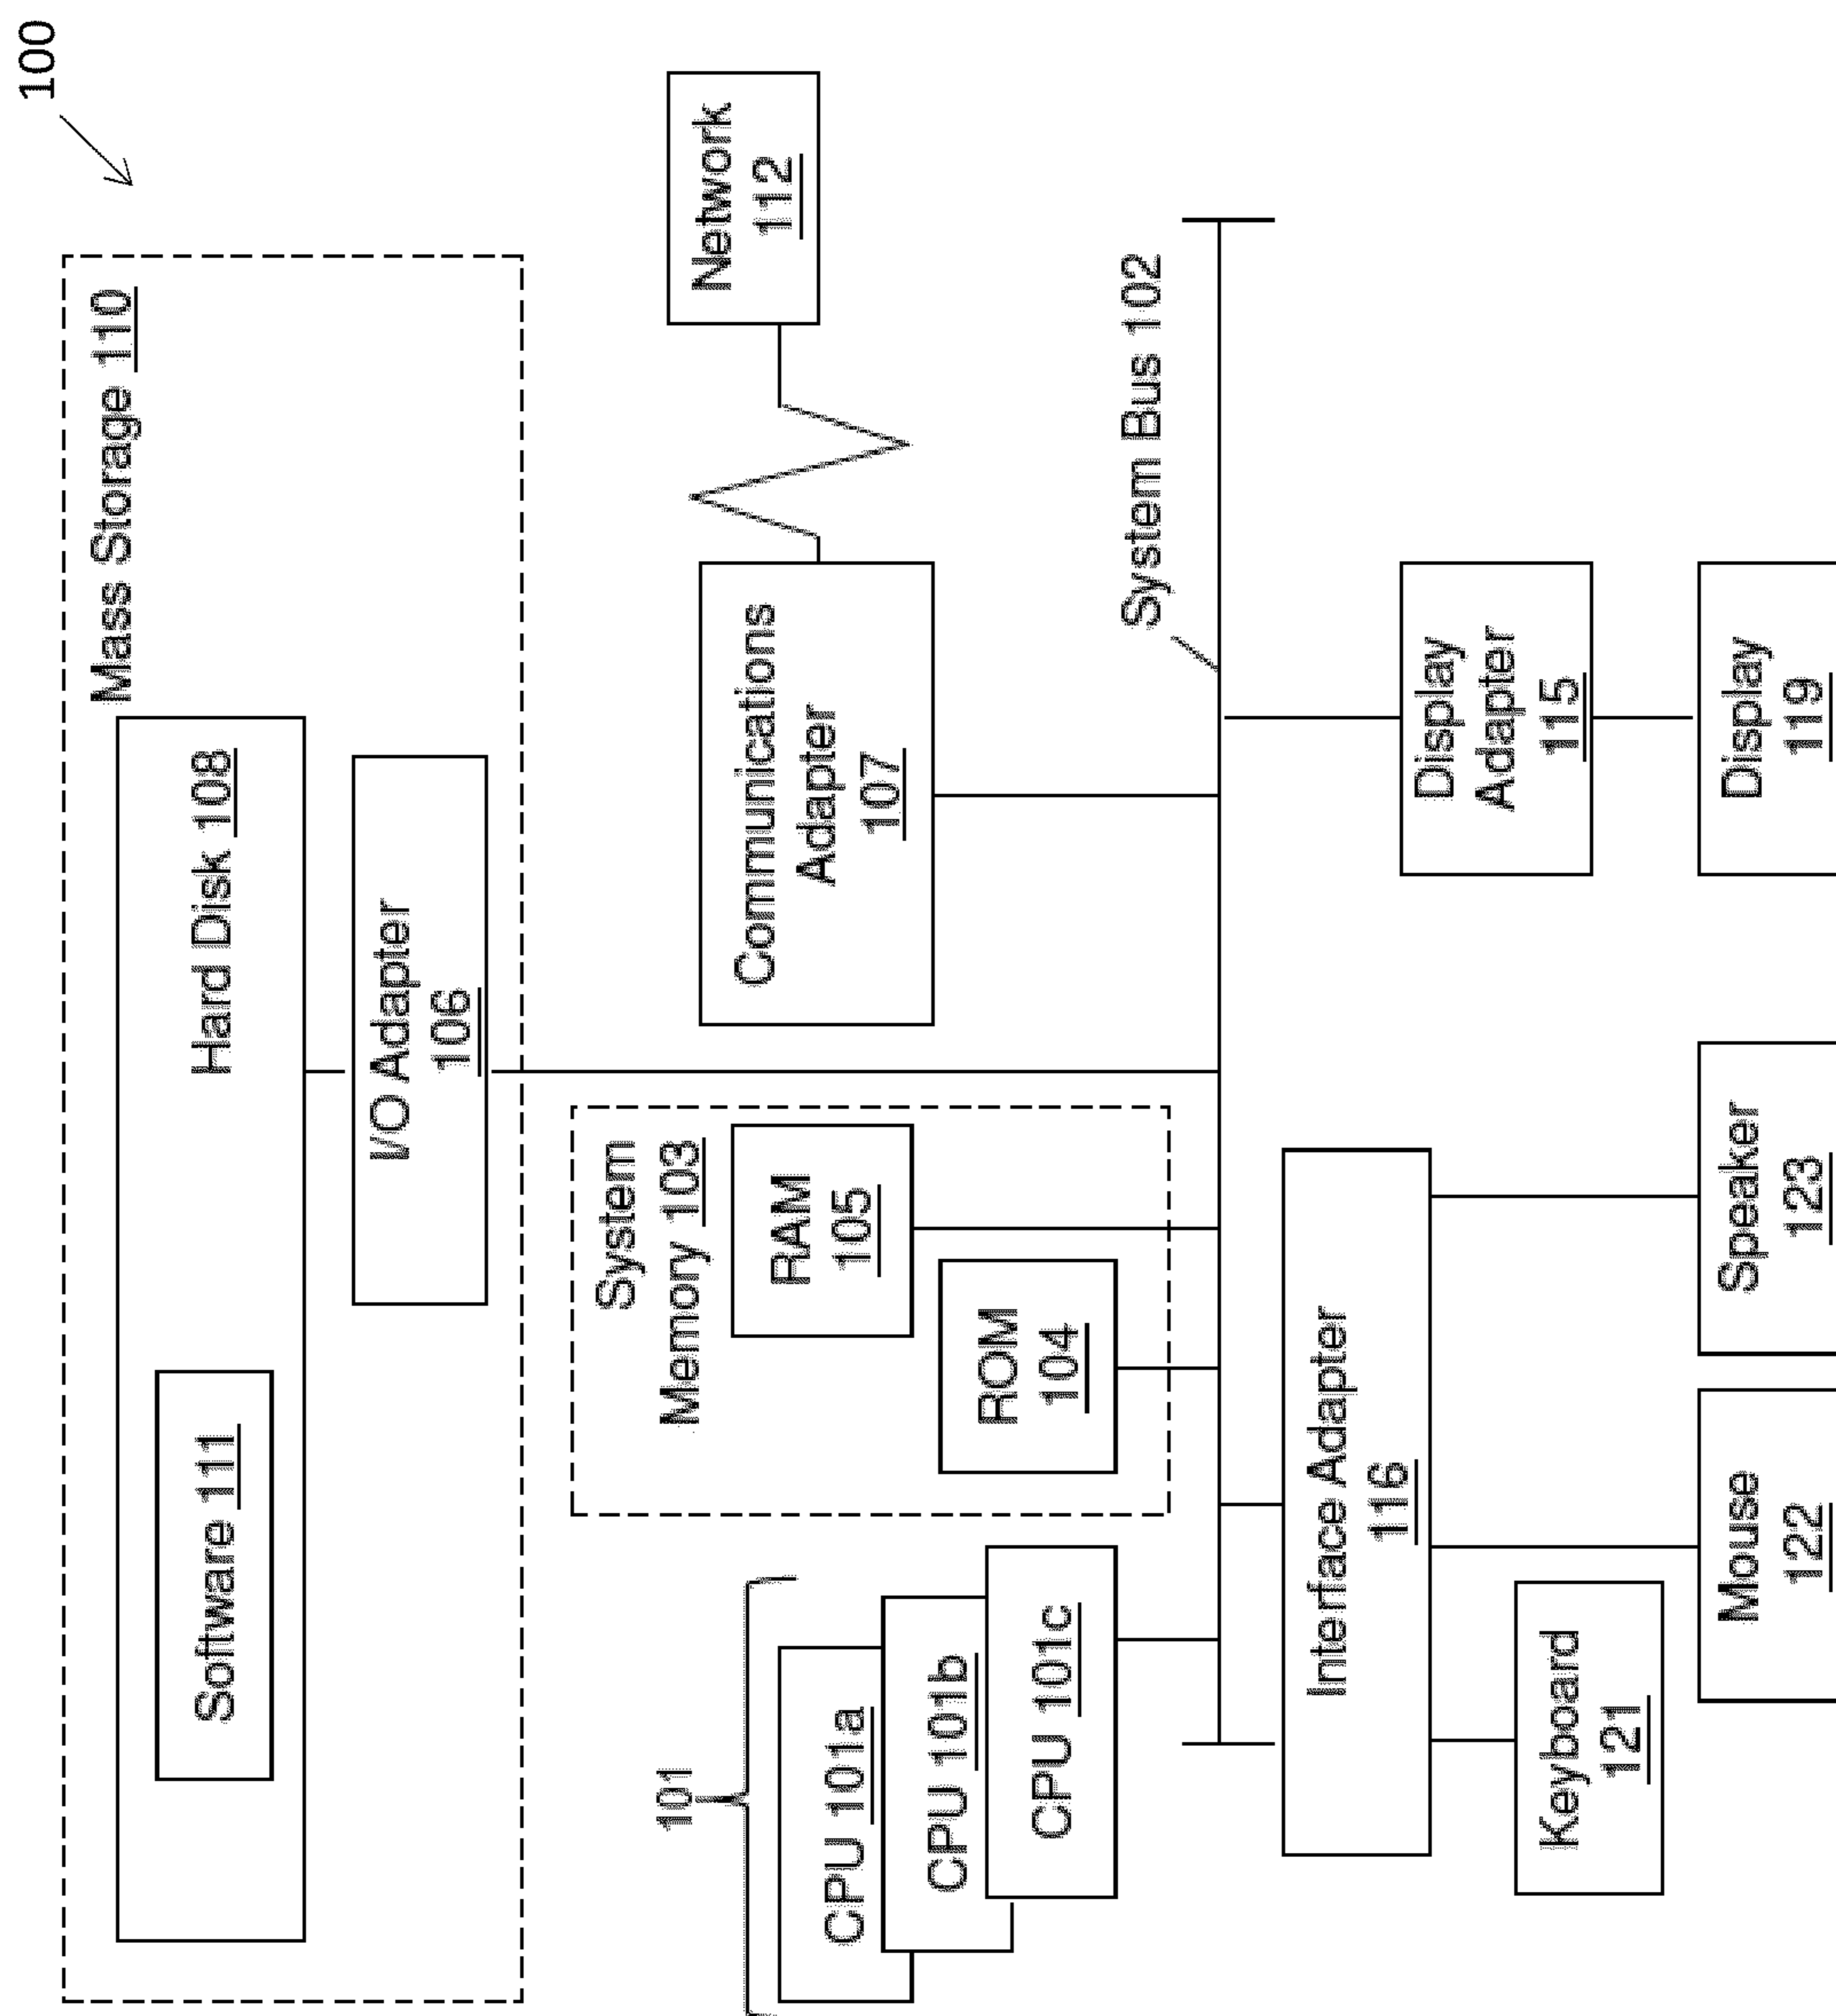 100
Mass Storage 110
Hard Disk 108
Software 111
I/O Adapter
106
Network
112
Communications
Adapter
107
System
Memory 103
RAM
105
ROM
104
101
CPU 101a
CPU 101b
CPU 101c
System Bus 102
Interface Adapter
116
Display
Adapter
115
Keyboard
121
Mouse
122
Speaker
123
Display
119